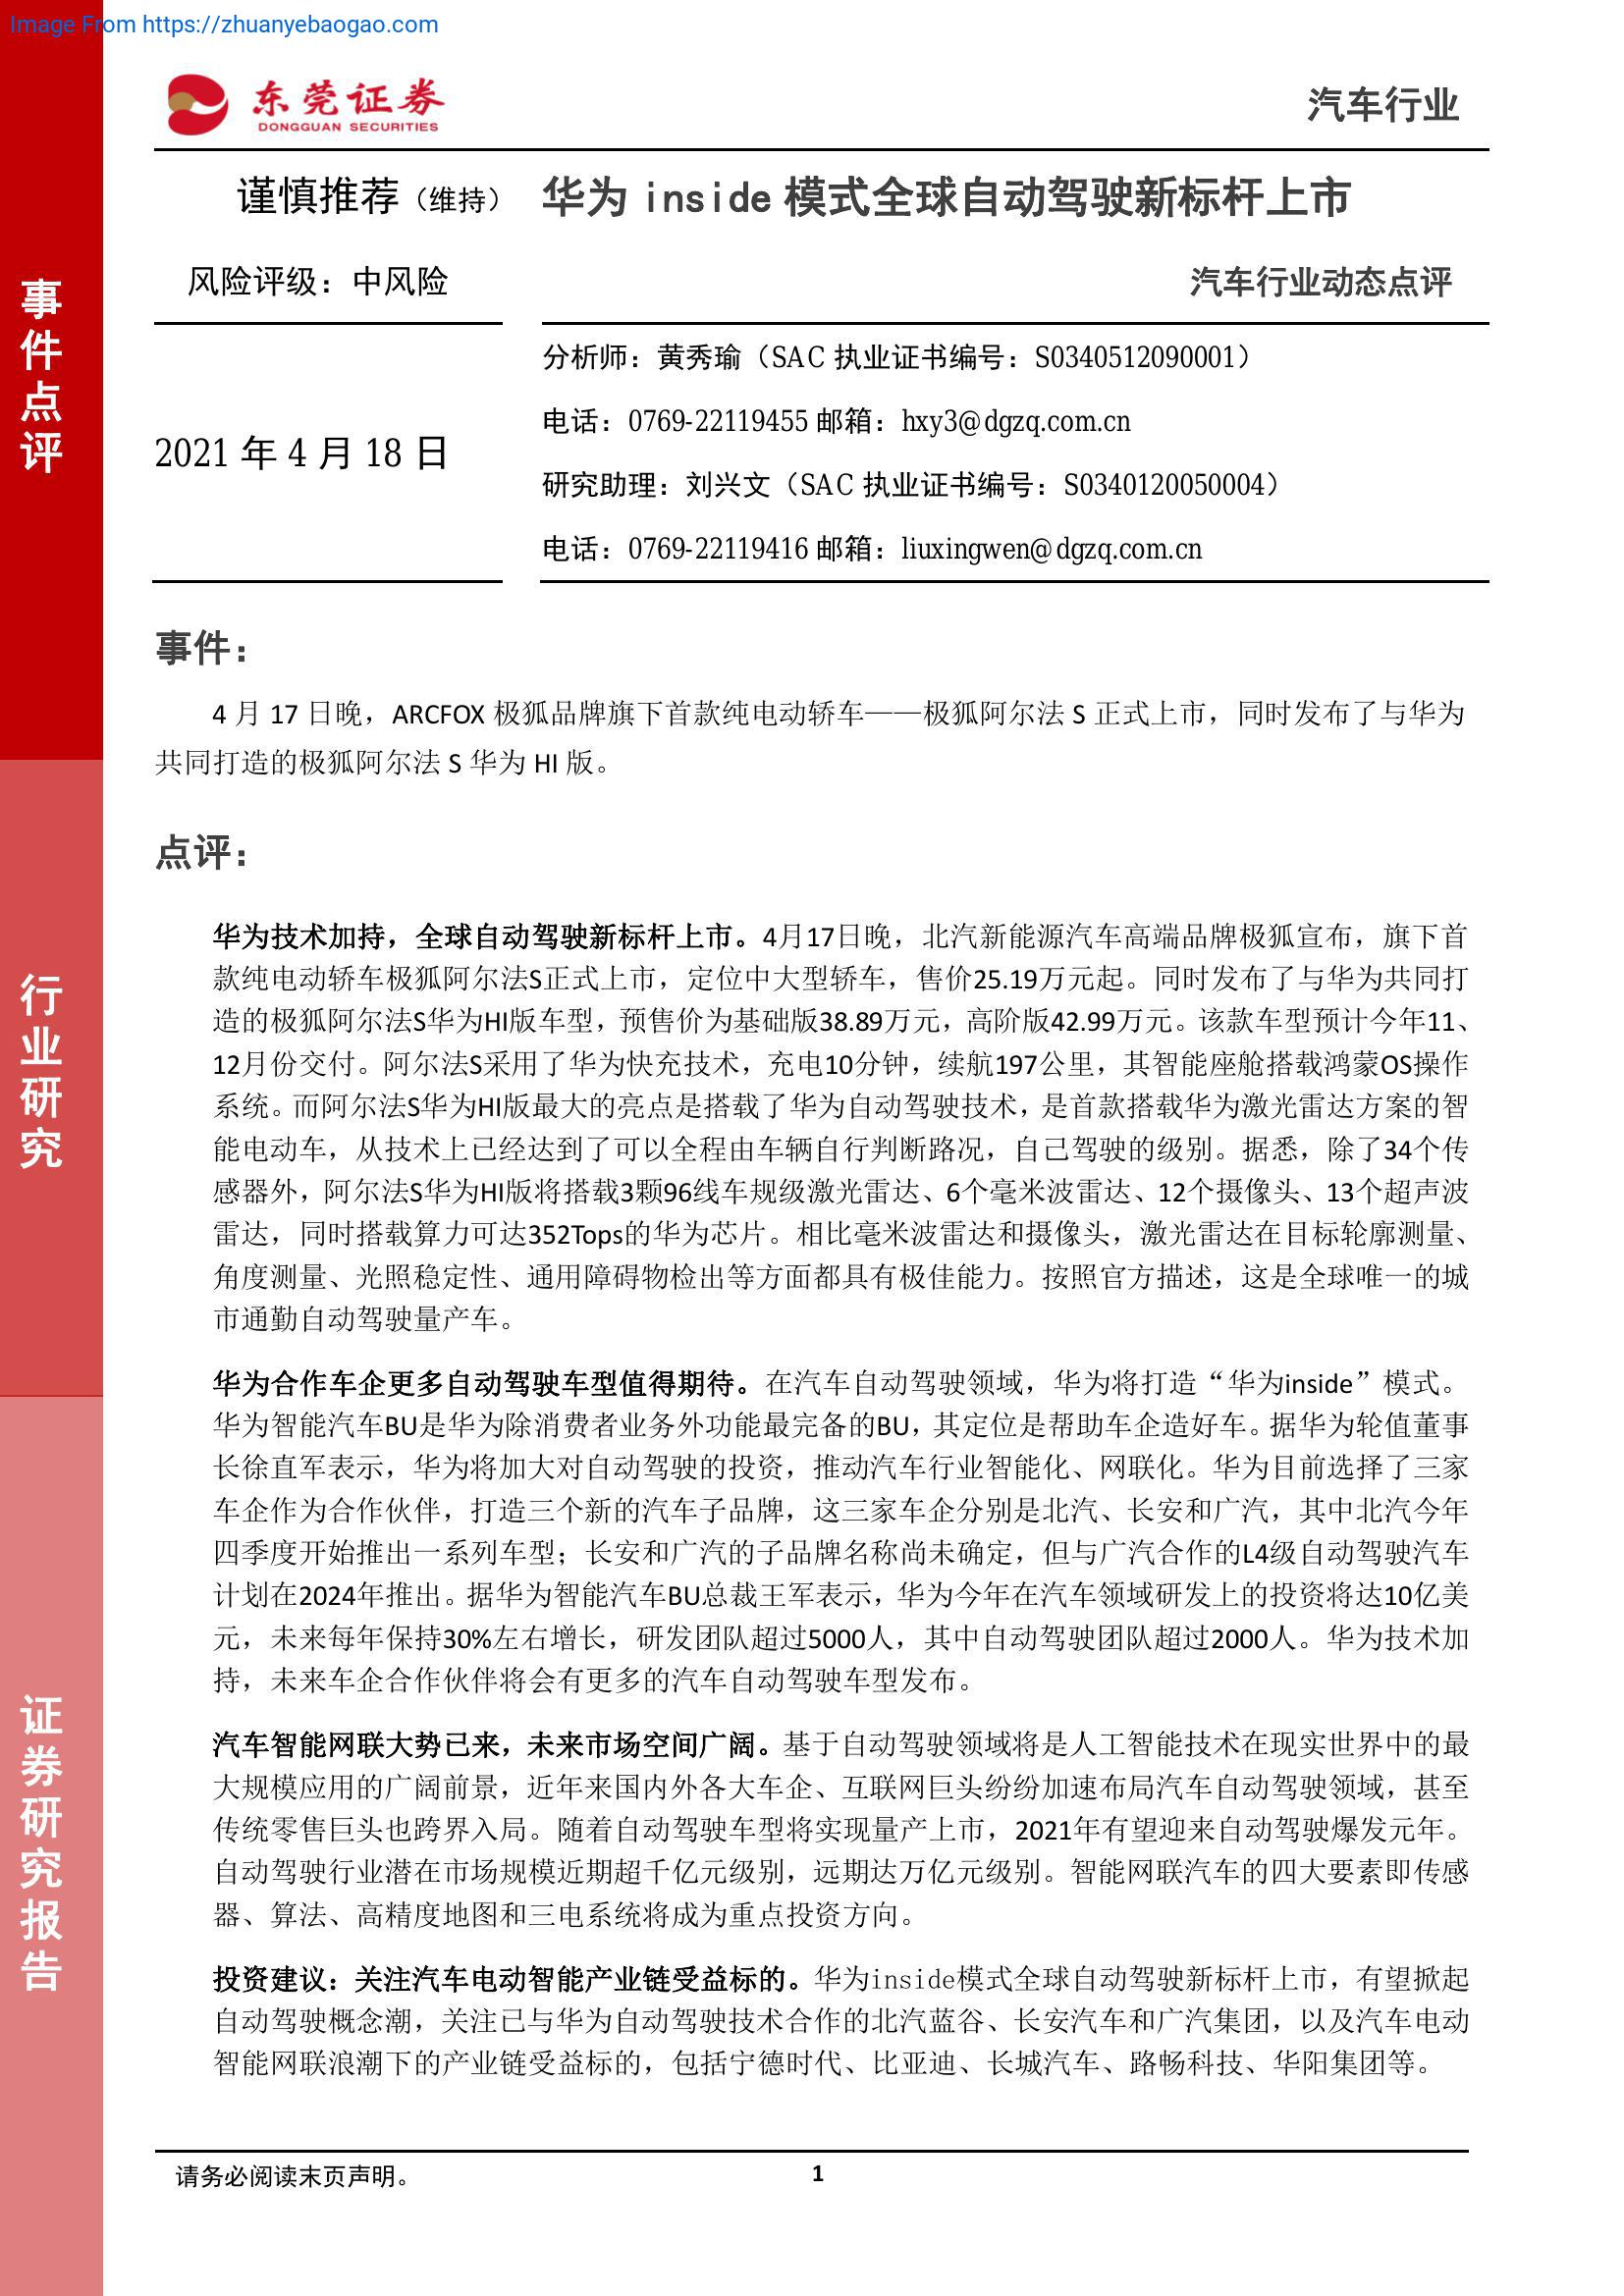 Image From https://zhuanyebaogao.com
东莞证券
DONGGUAN SECURITIES
汽车行业
谨慎推荐（维持）
华为 inside 模式全球自动驾驶新标杆上市
风险评级：中风险
汽车行业动态点评
2021 年 4 月 18 日
分析师：黄秀瑜（SAC 执业证书编号：S0340512090001）
电话：0769-22119455 邮箱：hxy3@dgzq.com.cn
研究助理：刘兴文（SAC 执业证书编号：S0340120050004）
电话：0769-22119416 邮箱：liuxingwen@dgzq.com.cn
事件点评
行业研究
证券研究报告
事件：
4 月 17 日晚，ARCFOX 极狐品牌旗下首款纯电动轿车——极狐阿尔法 S 正式上市，同时发布了与华为
共同打造的极狐阿尔法 S 华为 HI 版。
点评：
华为技术加持，全球自动驾驶新标杆上市。4月17日晚，北汽新能源汽车高端品牌极狐宣布，旗下首
款纯电动轿车极狐阿尔法S正式上市，定位中大型轿车，售价25.19万元起。同时发布了与华为共同打
造的极狐阿尔法S华为HI版车型，预售价为基础版38.89万元，高阶版42.99万元。该款车型预计今年11、
12月份交付。阿尔法S采用了华为快充技术，充电10分钟，续航197公里，其智能座舱搭载鸿蒙OS操作
系统。而阿尔法S华为HI版最大的亮点是搭载了华为自动驾驶技术，是首款搭载华为激光雷达方案的智
能电动车，从技术上已经达到了可以全程由车辆自行判断路况，自己驾驶的级别。据悉，除了34个传
感器外，阿尔法S华为HI版将搭载3颗96线车规级激光雷达、6个毫米波雷达、12个摄像头、13个超声波
雷达，同时搭载算力可达352Tops的华为芯片。相比毫米波雷达和摄像头，激光雷达在目标轮廓测量、
角度测量、光照稳定性、通用障碍物检出等方面都具有极佳能力。按照官方描述，这是全球唯一的城
市通勤自动驾驶量产车。
华为合作车企更多自动驾驶车型值得期待。在汽车自动驾驶领域，华为将打造“华为inside”模式。
华为智能汽车BU是华为除消费者业务外功能最完备的BU，其定位是帮助车企造好车。据华为轮值董事
长徐直军表示，华为将加大对自动驾驶的投资，推动汽车行业智能化、网联化。华为目前选择了三家
车企作为合作伙伴，打造三个新的汽车子品牌，这三家车企分别是北汽、长安和广汽，其中北汽今年
四季度开始推出一系列车型；长安和广汽的子品牌名称尚未确定，但与广汽合作的L4级自动驾驶汽车
计划在2024年推出。据华为智能汽车BU总裁王军表示，华为今年在汽车领域研发上的投资将达10亿美
元，未来每年保持30%左右增长，研发团队超过5000人，其中自动驾驶团队超过2000人。华为技术加
持，未来车企合作伙伴将会有更多的汽车自动驾驶车型发布。
汽车智能网联大势已来，未来市场空间广阔。基于自动驾驶领域将是人工智能技术在现实世界中的最
大规模应用的广阔前景，近年来国内外各大车企、互联网巨头纷纷加速布局汽车自动驾驶领域，甚至
传统零售巨头也跨界入局。随着自动驾驶车型将实现量产上市，2021年有望迎来自动驾驶爆发元年。
自动驾驶行业潜在市场规模近期超千亿元级别，远期达万亿元级别。智能网联汽车的四大要素即传感
器、算法、高精度地图和三电系统将成为重点投资方向。
投资建议：关注汽车电动智能产业链受益标的。华为inside模式全球自动驾驶新标杆上市，有望掀起
自动驾驶概念潮，关注已与华为自动驾驶技术合作的北汽蓝谷、长安汽车和广汽集团，以及汽车电动
智能网联浪潮下的产业链受益标的，包括宁德时代、比亚迪、长城汽车、路畅科技、华阳集团等。
请务必阅读末页声明。
1